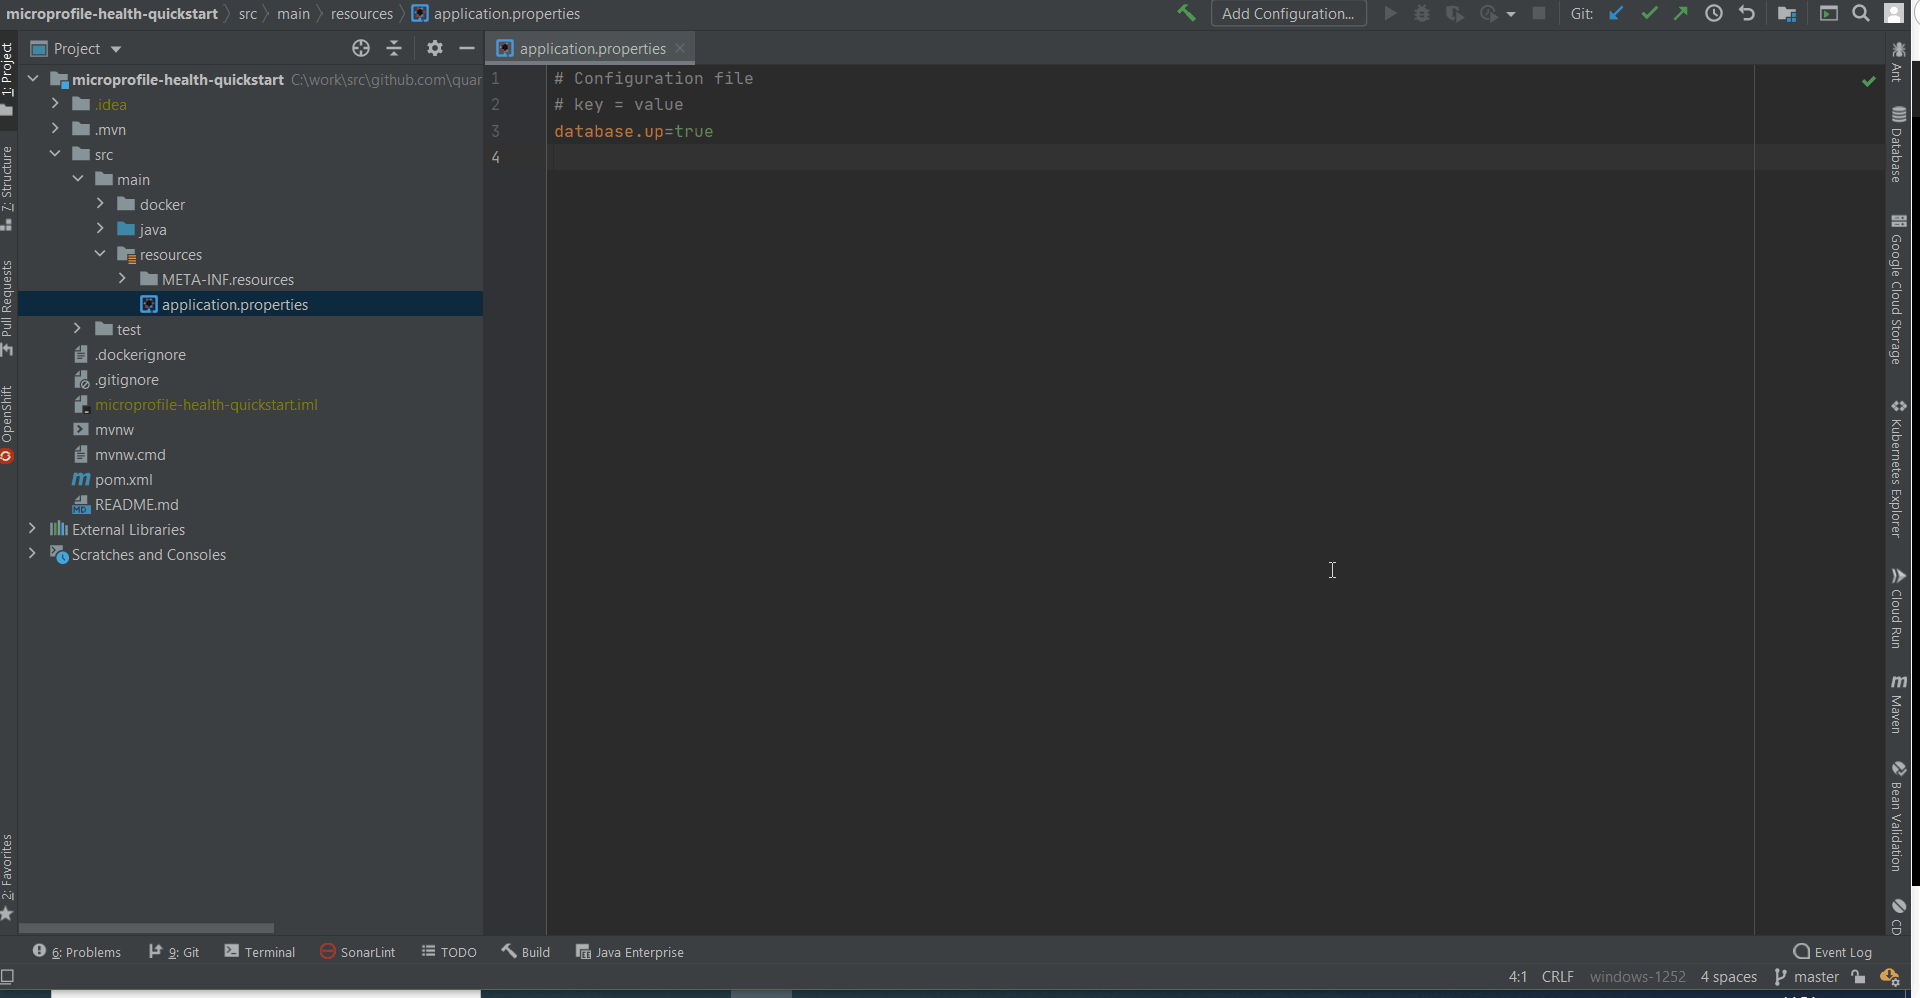 microprofile-health-quickstart src main resources application.properties
Add Configuration...
Git:
1: Project
7: Structure
Pull Requests
OpenShift
2: Favorites
Project
microprofile-health-quickstart C:\work\src\github.com\quar
.idea
.mvn
src
main
docker
java
resources
META-INF.resources
application.properties
test
.dockerignore
.gitignore
microprofile-health-quickstart.iml
mvnw
mvnw.cmd
pom.xml
README.md
External Libraries
Scratches and Consoles
application.properties
1 # Configuration file
2 # key = value
3 database.up=true
4
Ant
Database
Google Cloud Storage
Kubernetes Explorer
Cloud Run
m Maven
Bean Validation
CD
6: Problems 9: Git Terminal SonarLint TODO Build Java Enterprise Event Log
4:1 CRLF windows-1252 4 spaces master